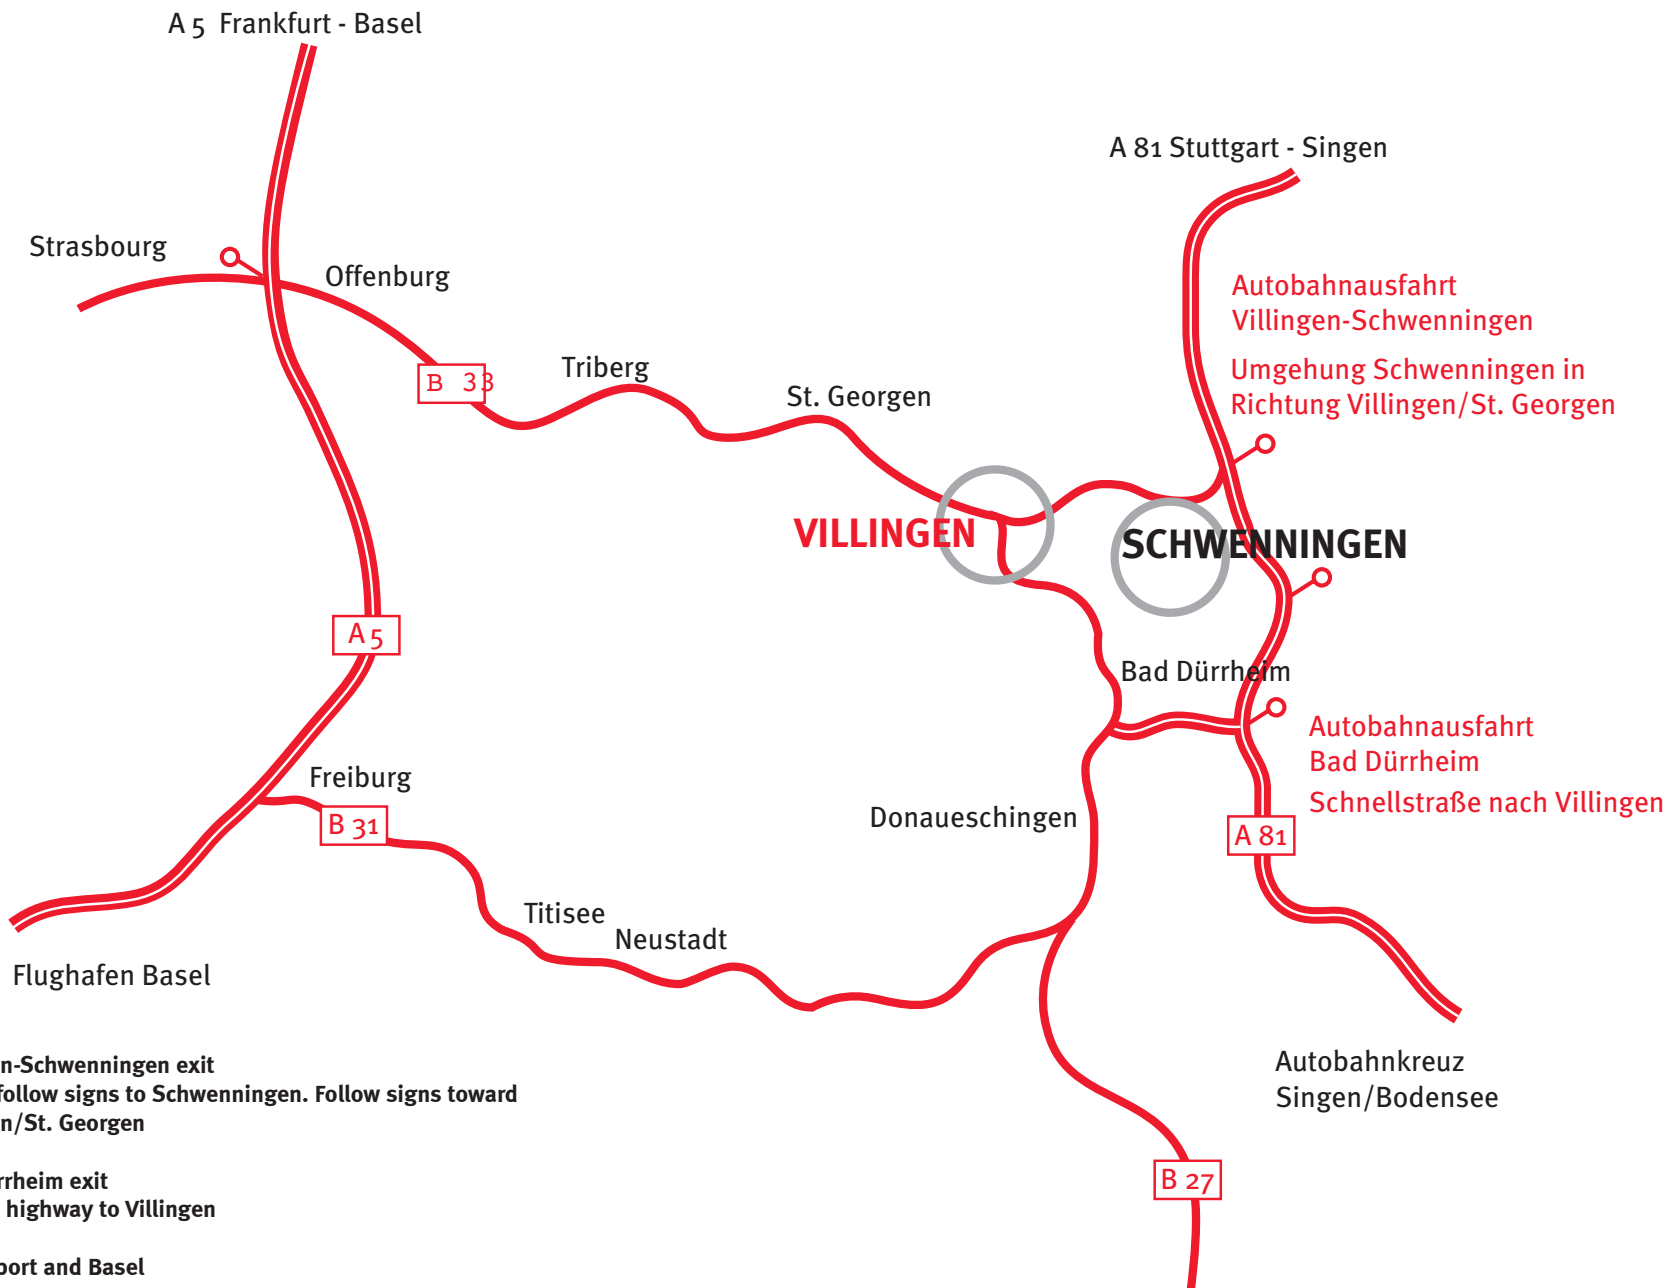 A 5 Frankfurt - Basel
A 81 Stuttgart - Singen
Strasbourg
Offenburg
Autobahnausfahrt
Villingen-Schwenningen
Umgehung Schwenningen in
Richtung Villingen/St. Georgen
B 33
Triberg
St. Georgen
VILLINGEN
SCHWENNINGEN
A 5
Bad Dürrheim
Autobahnausfahrt
Bad Dürrheim
Schnellstraße nach Villingen
Freiburg
B 31
Donaueschingen
A 81
Titisee
Neustadt
Flughafen Basel
Autobahnkreuz
Singen/Bodensee
n-Schwenningen exit
follow signs to Schwenningen. Follow signs toward
n/St. Georgen
rrheim exit
highway to Villingen
B 27
port and Basel